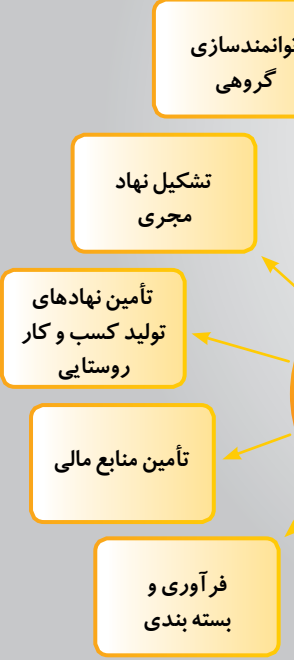 توانمندسازی
گروهی
تشکیل نهاد
مجری
تأمین نهادهای
تولید کسب و کار
روستایی
تأمین منابع مالی
فرآوری و
بسته بندی